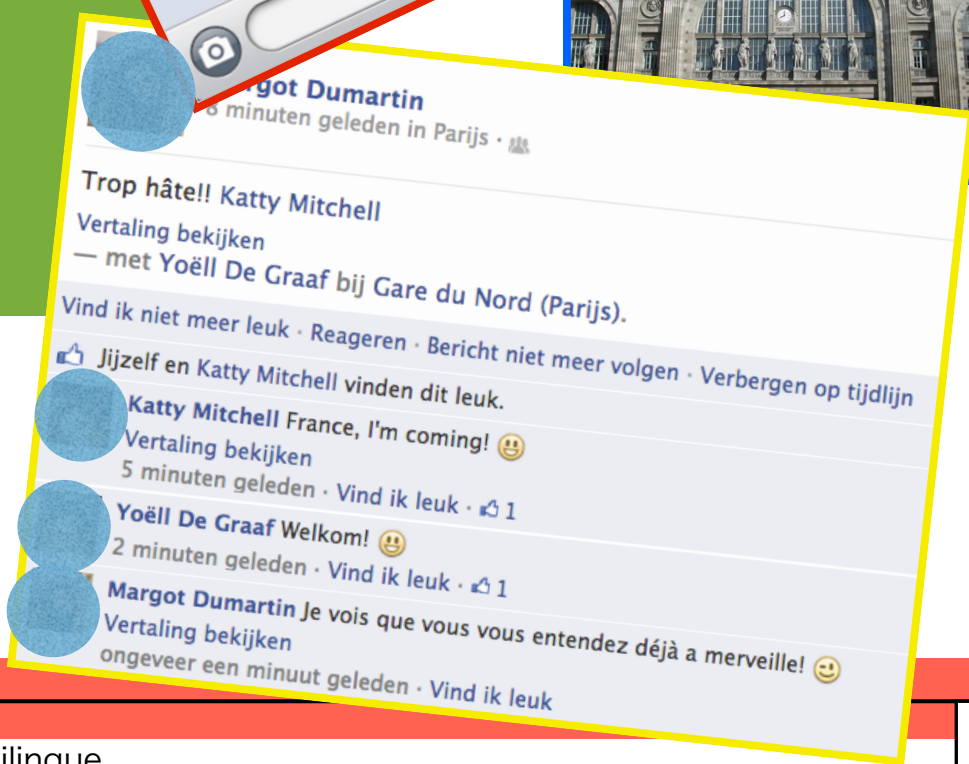 Dumartin
8 minuten geleden in Parijs ·
Trop hâte!! Katty Mitchell
Vertaling bekijken
— met Yoëll De Graaf bij Gare du Nord (Parijs).
Vind ik niet meer leuk · Reageren · Bericht niet meer volgen · Verbergen op tijdlijn
Jijzelf en Katty Mitchell vinden dit leuk.
Katty Mitchell France, I'm coming! 😃
Vertaling bekijken
5 minuten geleden · Vind ik leuk · 1
Yoëll De Graaf Welkom! 😃
2 minuten geleden · Vind ik leuk · 1
Margot Dumartin Je vois que vous vous entendez déjà a merveille! 😉
Vertaling bekijken
ongeveer een minuut geleden · Vind ik leuk